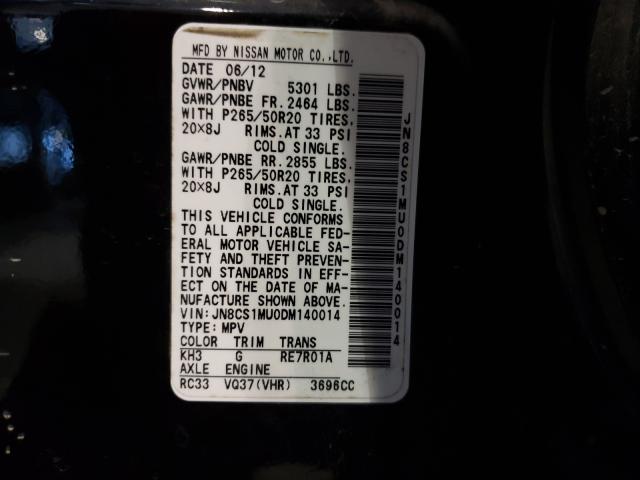 MFD BY NISSAN MOTOR CO.,LTD.
DATE 06/12
GVWR/PNBV 5301 LBS.
GAWR/PNBE FR. 2464 LBS.
WITH P265/50R20 TIRES,
20×8J RIMS.AT 33 PSI
COLD SINGLE.
GAWR/PNBE RR. 2855 LBS.
WITH P265/50R20 TIRES,
20×8J RIMS.AT 33 PSI
COLD SINGLE.
THIS VEHICLE CONFORMS
TO ALL APPLICABLE FED-
ERAL MOTOR VEHICLE SA-
FETY AND THEFT PREVEN-
TION STANDARDS IN EFF-
ECT ON THE DATE OF MA-
NUFACTURE SHOWN ABOVE.
VIN:JN8CS1MU0DM140014
TYPE:MPV
COLOR TRIM TRANS
KH3 G RE7R01A
AXLE ENGINE
RC33 VQ37(VHR) 3696CC
JN8CS1MU0DM140014